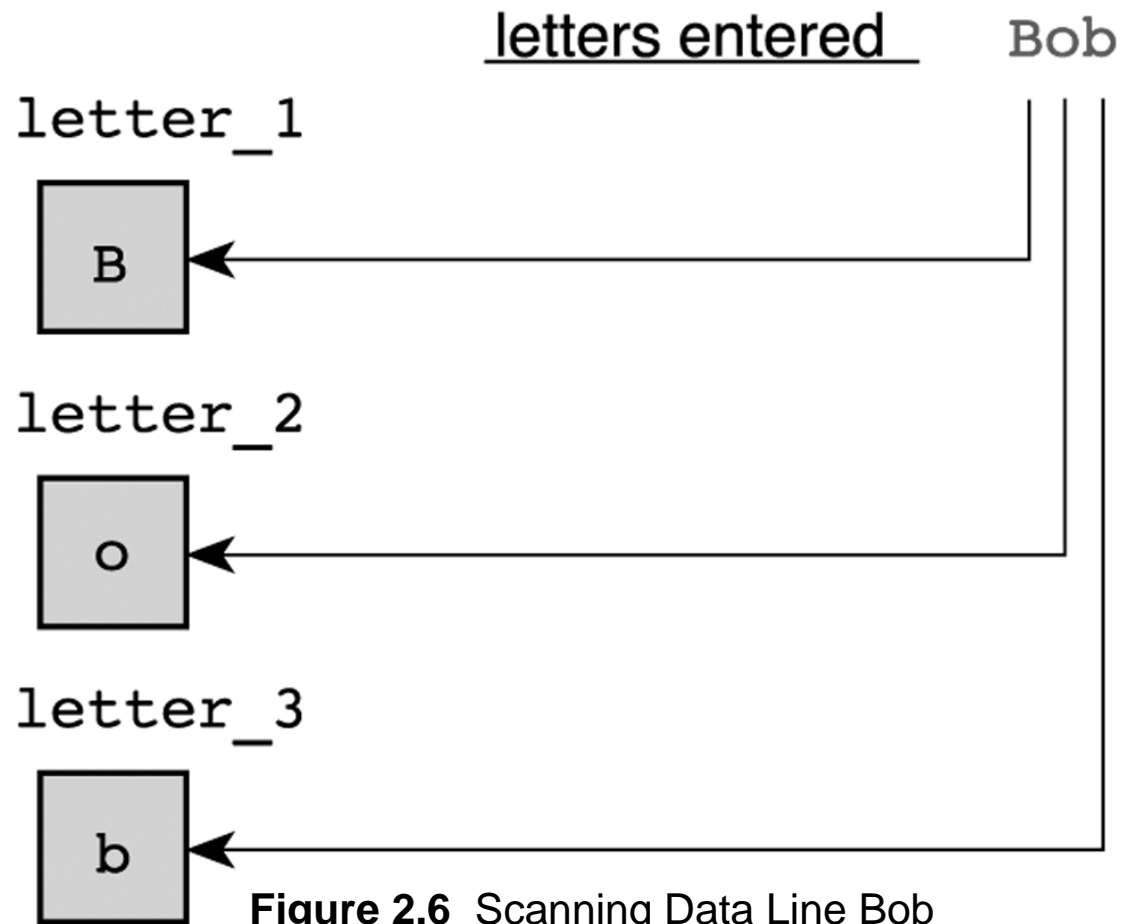 letters entered Bob
letter_1
B
letter_2
o
letter_3
b
Figure 2.6 Scanning Data Line Bob